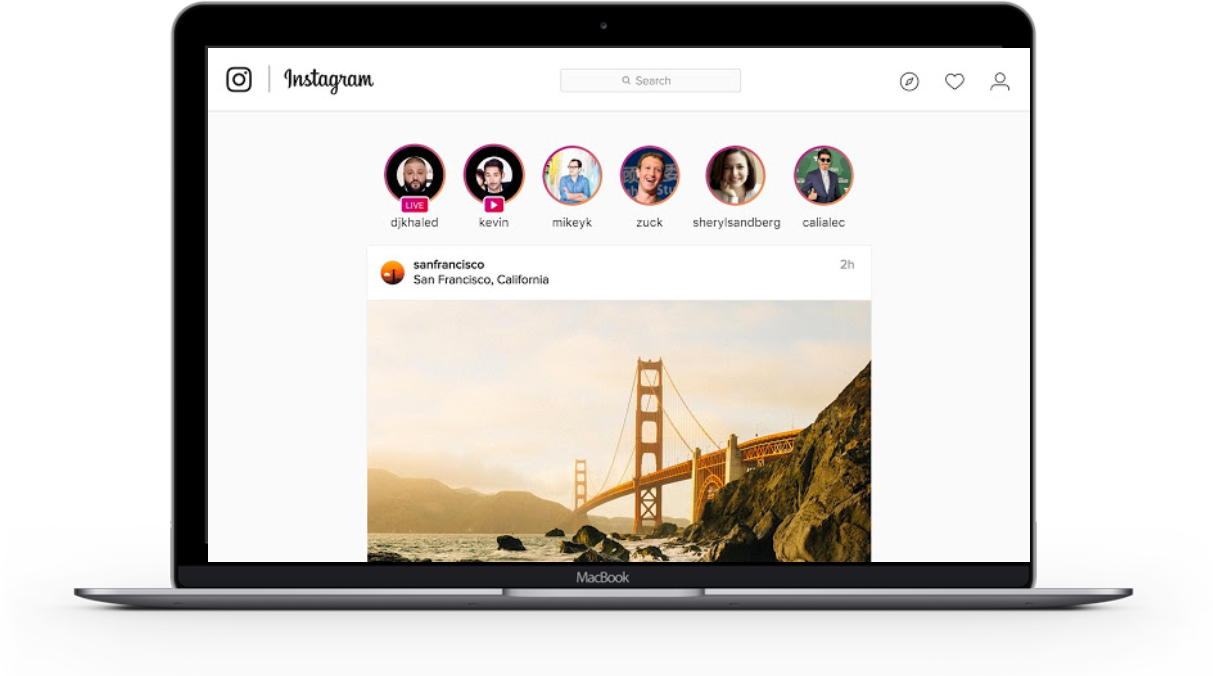 Instagram
Search
LIVE
djkhaled
kevin
mikeyk
zuck
sherylsandberg
calialec
sanfrancisco
2h
San Francisco, California
MacBook